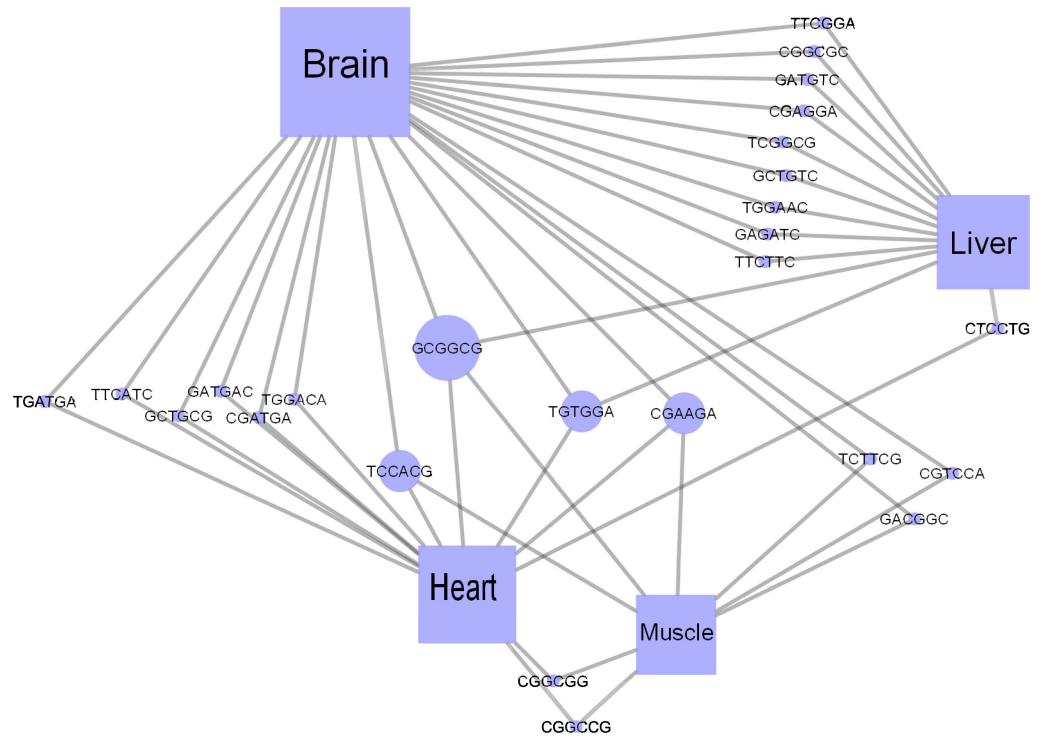 TTCGGA
CGGCGC
Brain
GATGTC
CGAGGA
TCGGCG
GCTGTC
TGGAAC
GAGATC
Liver
TTCTTC
CTCCTG
GCGGCG
GATGAC
TTCATC
TGGACA
TGATGA
GCTGCG
CGATGA
TGTGGA
CGAAGA
TCTTCG
TCCACG
CGTCCA
GACGGC
Heart
Muscle
CGGCGG
CGGCCG